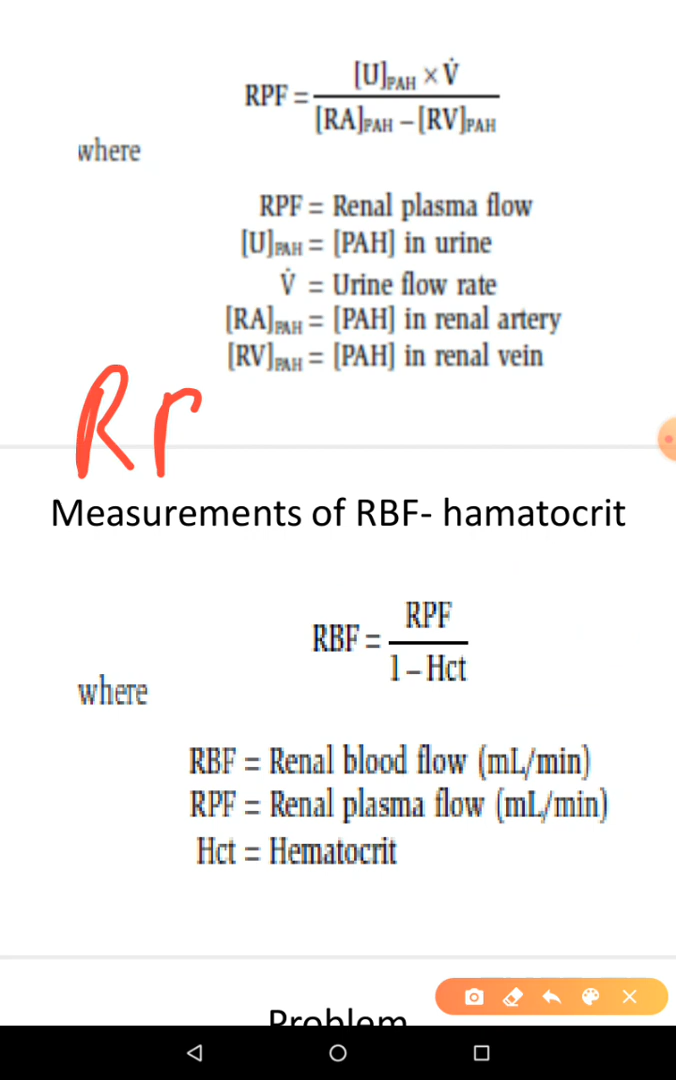 RPF = [U]PAH × V̇ / [RA]PAH – [RV]PAH
where
RPF = Renal plasma flow
[U]PAH = [PAH] in urine
V̇ = Urine flow rate
[RA]PAH = [PAH] in renal artery
[RV]PAH = [PAH] in renal vein
Rr
Measurements of RBF- hamatocrit
RBF = RPF / 1 – Hct
where
RBF = Renal blood flow (mL/min)
RPF = Renal plasma flow (mL/min)
Hct = Hematocrit
Problem